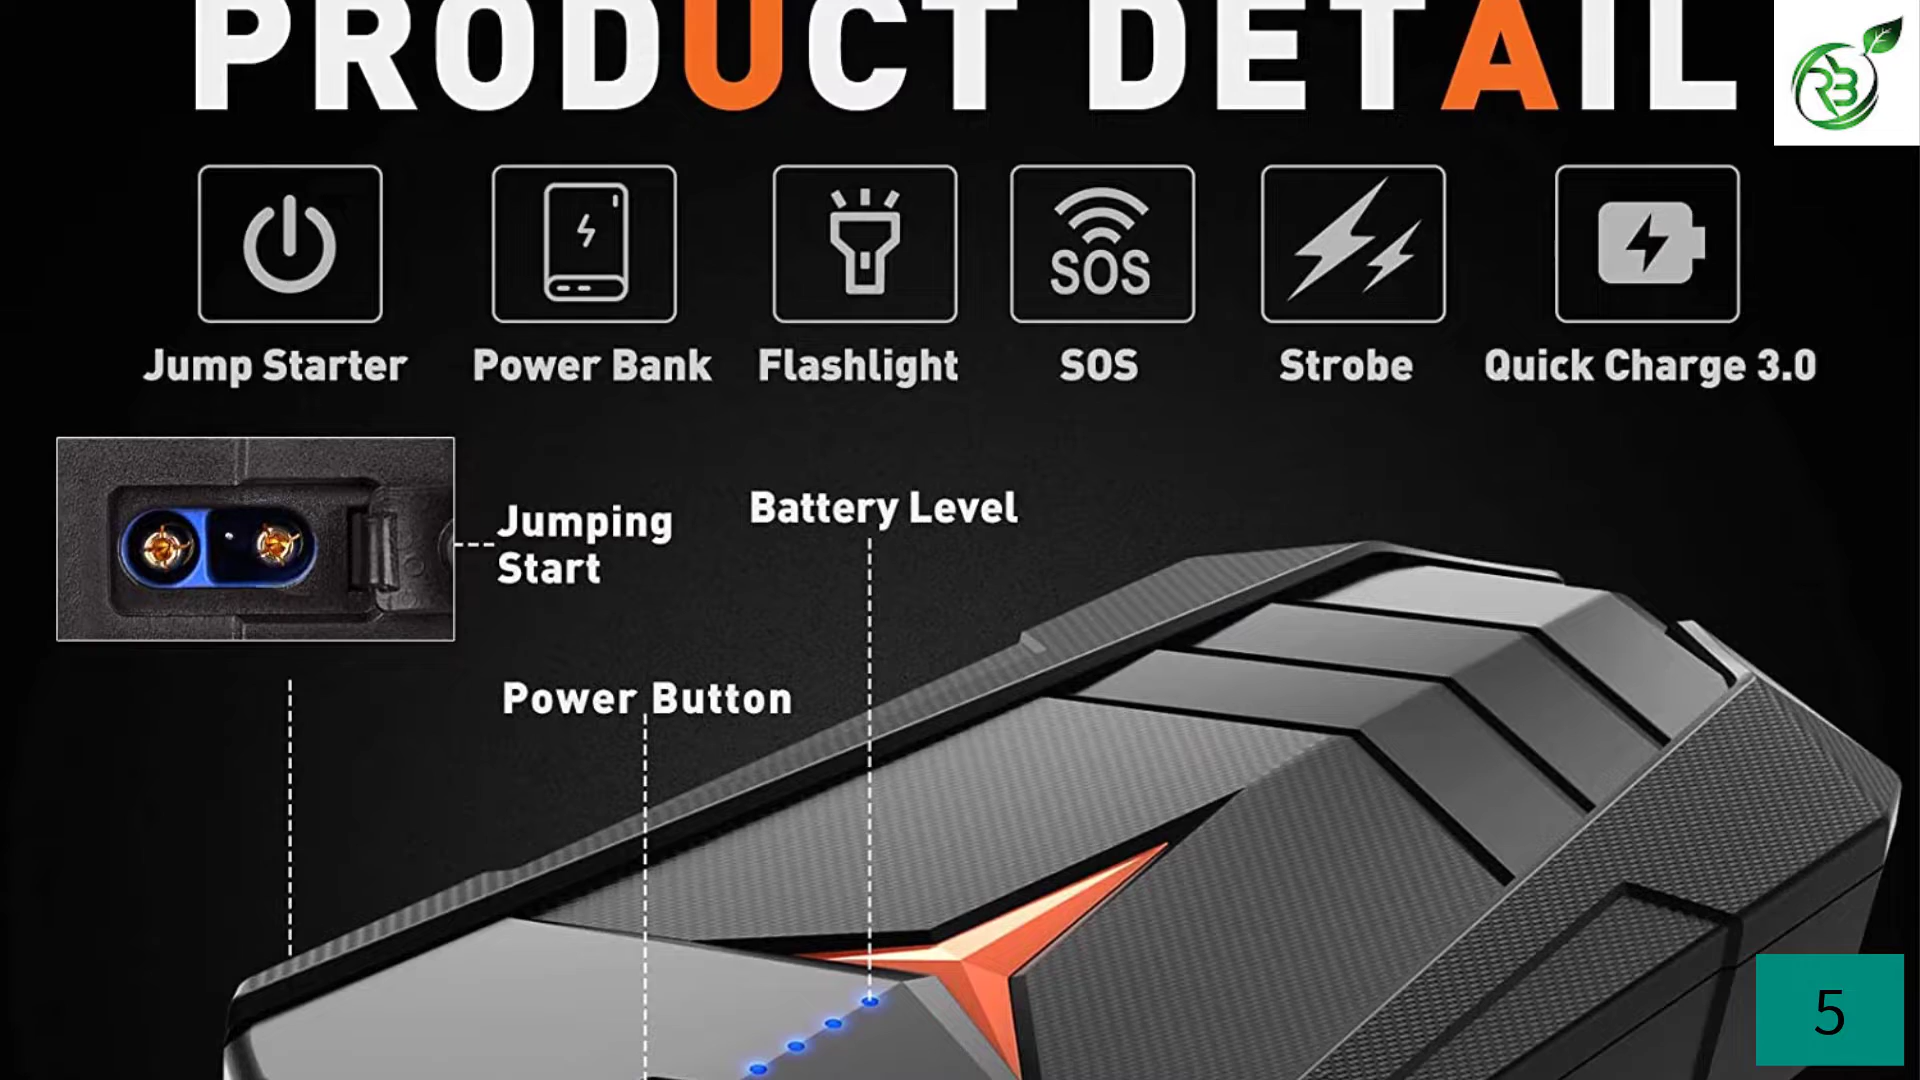 PRODUCT DETAIL
RB
SOS
Jump Starter
Power Bank
Flashlight
SOS
Strobe
Quick Charge 3.0
Jumping
Start
Battery Level
Power Button
5